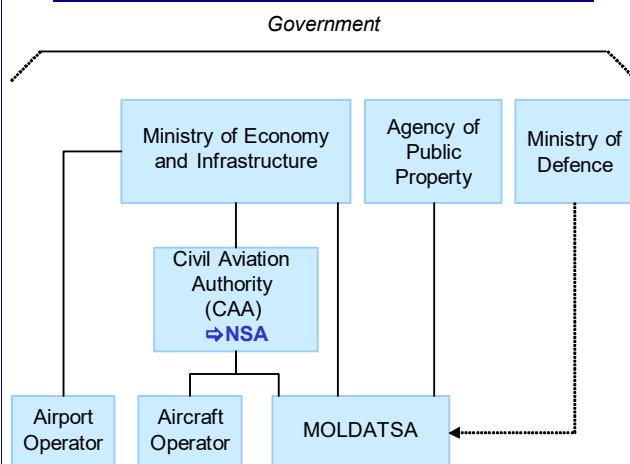 Government
Ministry of Economy
and Infrastructure
Agency of
Public
Property
Ministry of
Defence
Civil Aviation
Authority
(CAA)
⇨NSA
Airport
Operator
Aircraft
Operator
MOLDATSA